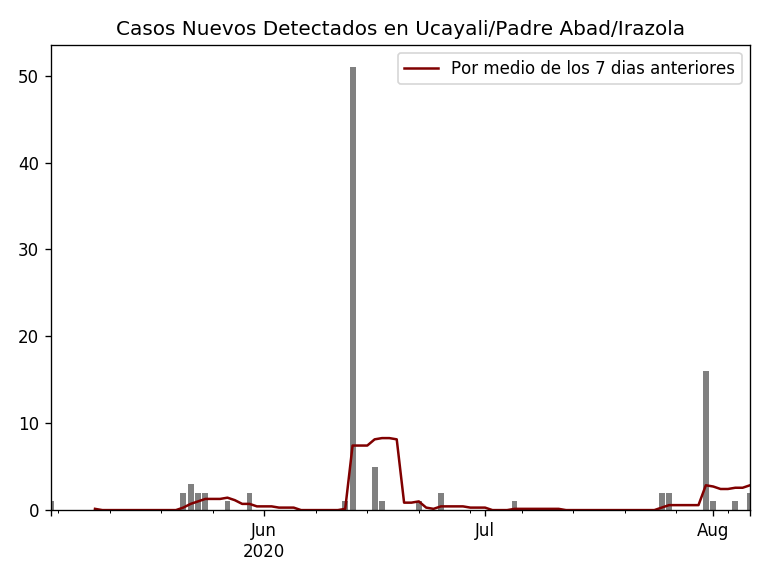 Casos Nuevos Detectados en Ucayali/Padre Abad/Irazola
Por medio de los 7 dias anteriores
50
40
30
20
10
0
Jun
2020
Jul
Aug